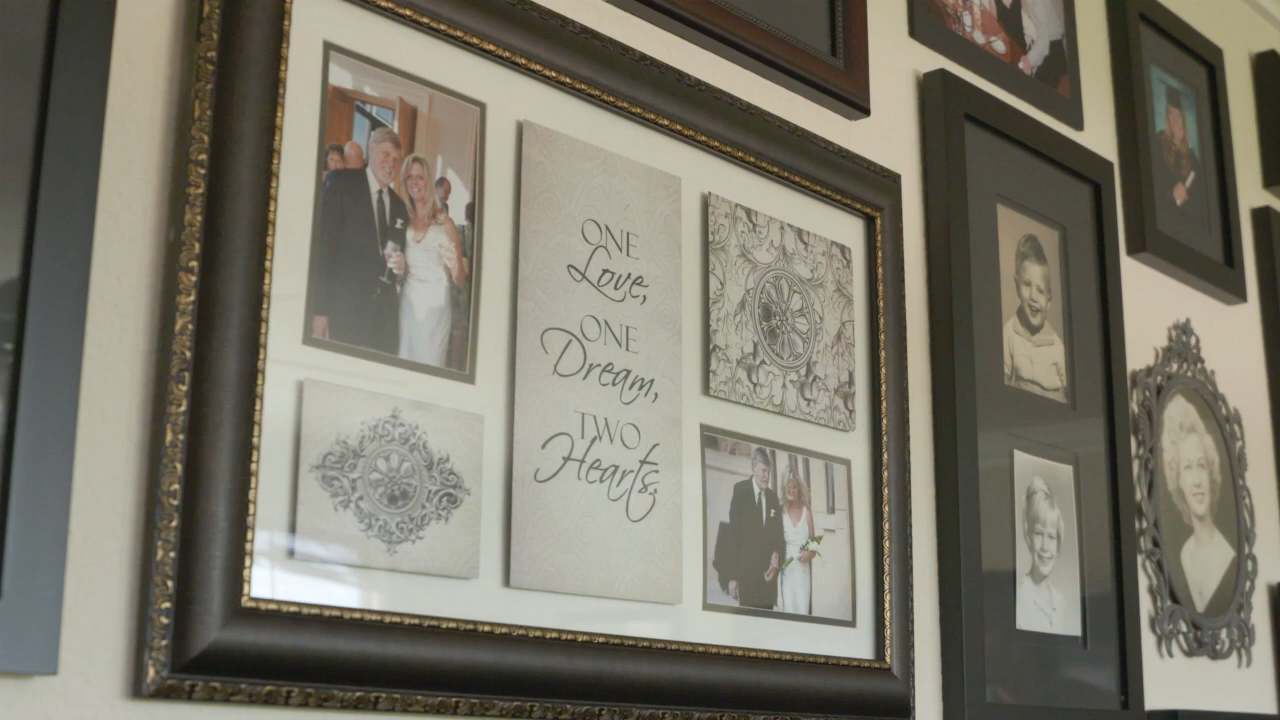 ONE
Love,
ONE
Dream,
TWO
Hearts.